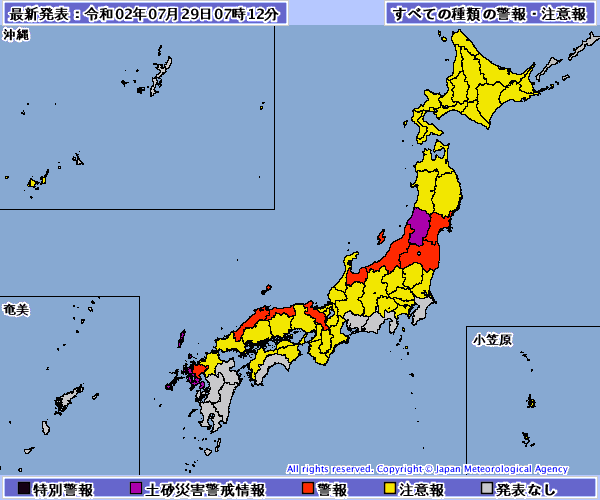 最新発表：令和02年07月29日07時12分
すべての種類の警報・注意報
沖縄
奄美
小笠原
All rights reserved. Copyright © Japan Meteorological Agency
特別警報 土砂災害警戒情報 警報 注意報 発表なし